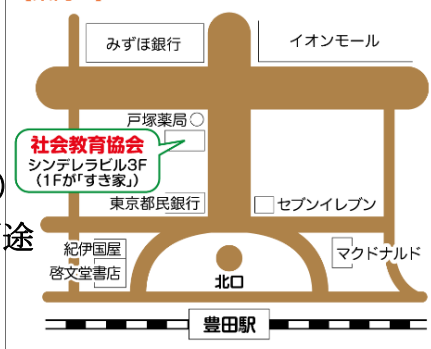 みずほ銀行
イオンモール
戸塚薬局
社会教育協会
シンデレラビル3F
(1Fが「すき家」)
)
東京都民銀行
セブンイレブン
途
紀伊国屋
啓文堂書店
マクドナルド
北口
豊田駅